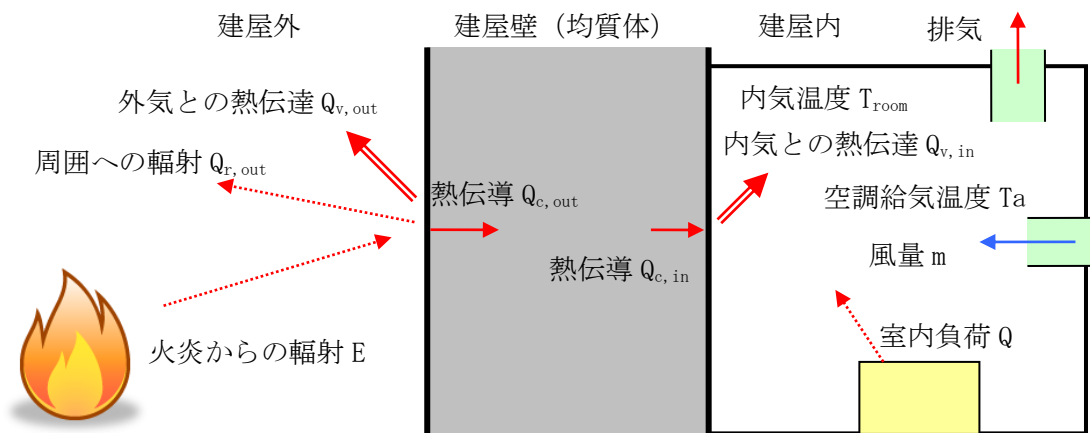 建屋外
建屋壁（均質体）
建屋内
排気
外気との熱伝達 Qv,out
周囲への輻射 Qr,out
熱伝導 Qc,out
熱伝導 Qc,in
火炎からの輻射 E
内気温度 Troom
内気との熱伝達 Qv,in
空調給気温度 Ta
風量 m
室内負荷 Q